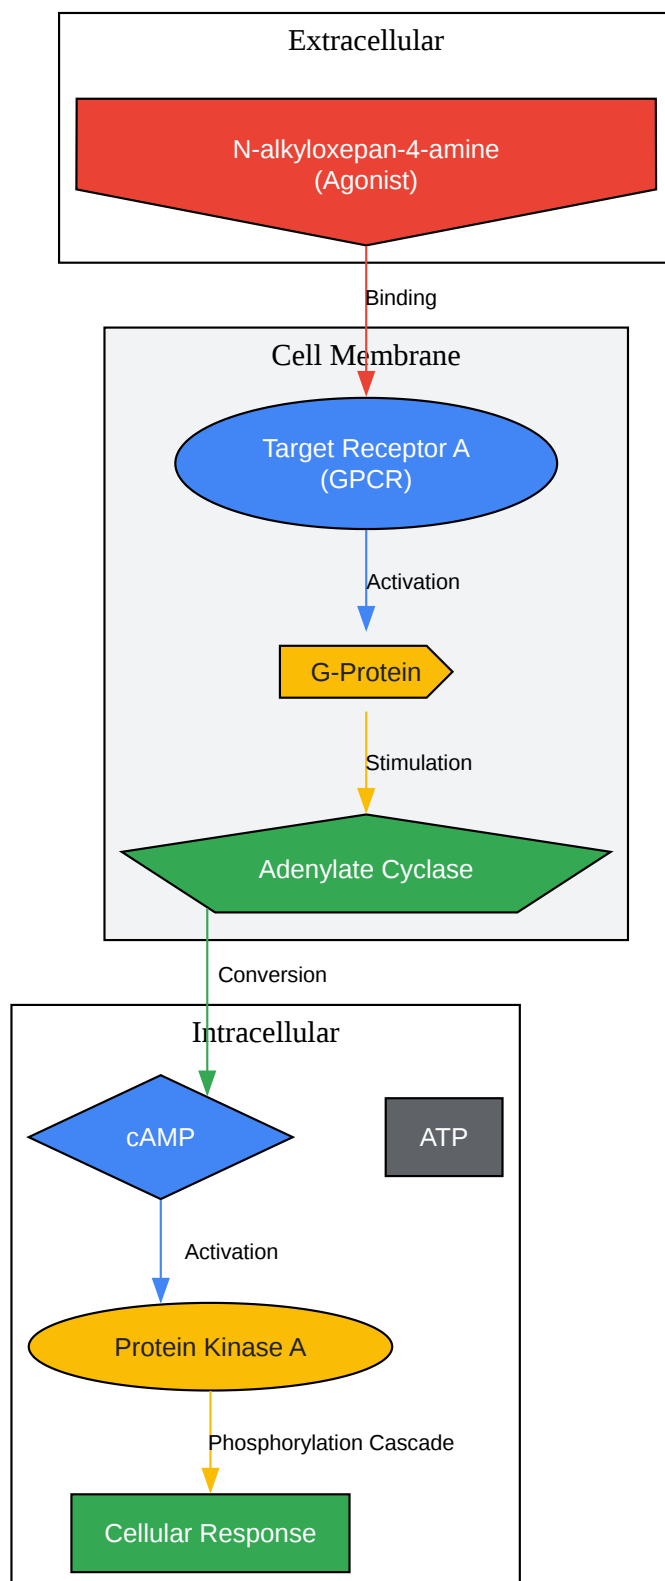 Extracellular
N-alkyloxepan-4-amine
(Agonist)
Binding
Cell Membrane
Target Receptor A
(GPCR)
Activation
G-Protein
Stimulation
Adenylate Cyclase
Conversion
Intracellular
cAMP
ATP
Activation
Protein Kinase A
Phosphorylation Cascade
Cellular Response